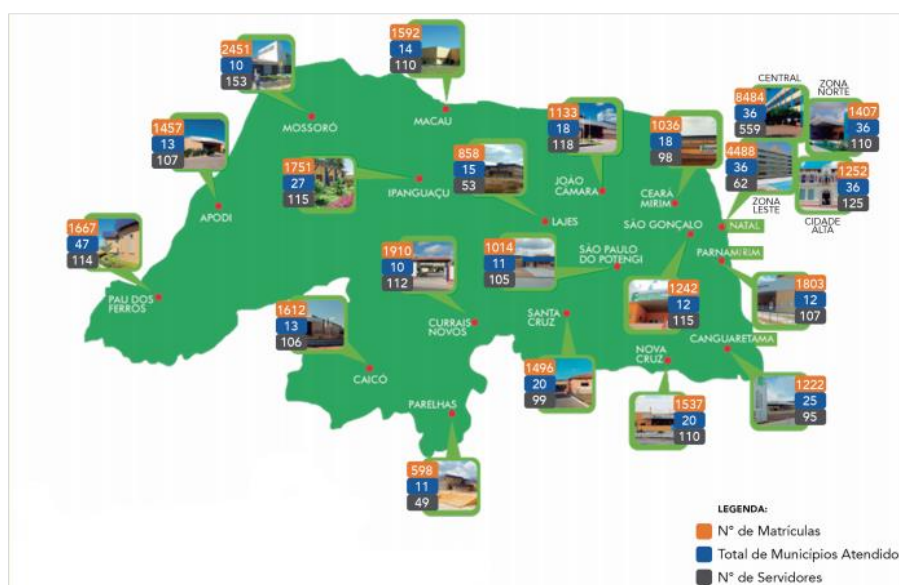 2451
10
153
MOSSORÓ
1592
14
110
MACAU
1457
13
107
APODI
1751
27
115
IPANGUAÇU
858
15
53
LAJES
1133
18
118
JOÃO
CÂMARA
1036
18
98
CEARÁ
MIRIM
CENTRAL
8484
36
559
ZONA
NORTE
1407
36
110
4488
36
62
ZONA
LESTE
1252
36
125
CIDADE
ALTA
NATAL
SÃO GONÇALO
1242
12
115
PARNAMIRIM
1803
12
107
1667
47
114
PAU DOS
FERROS
1910
10
112
CURRAIS
NOVOS
1014
11
105
SÃO PAULO
DO POTENGI
1612
13
106
CAICÓ
SANTA
CRUZ
1496
20
99
NOVA
CRUZ
1537
20
110
CANGUARETAMA
1222
25
95
PARELHAS
598
11
49
LEGENDA:
N° de Matrículas
Total de Municípios Atendido
N° de Servidores